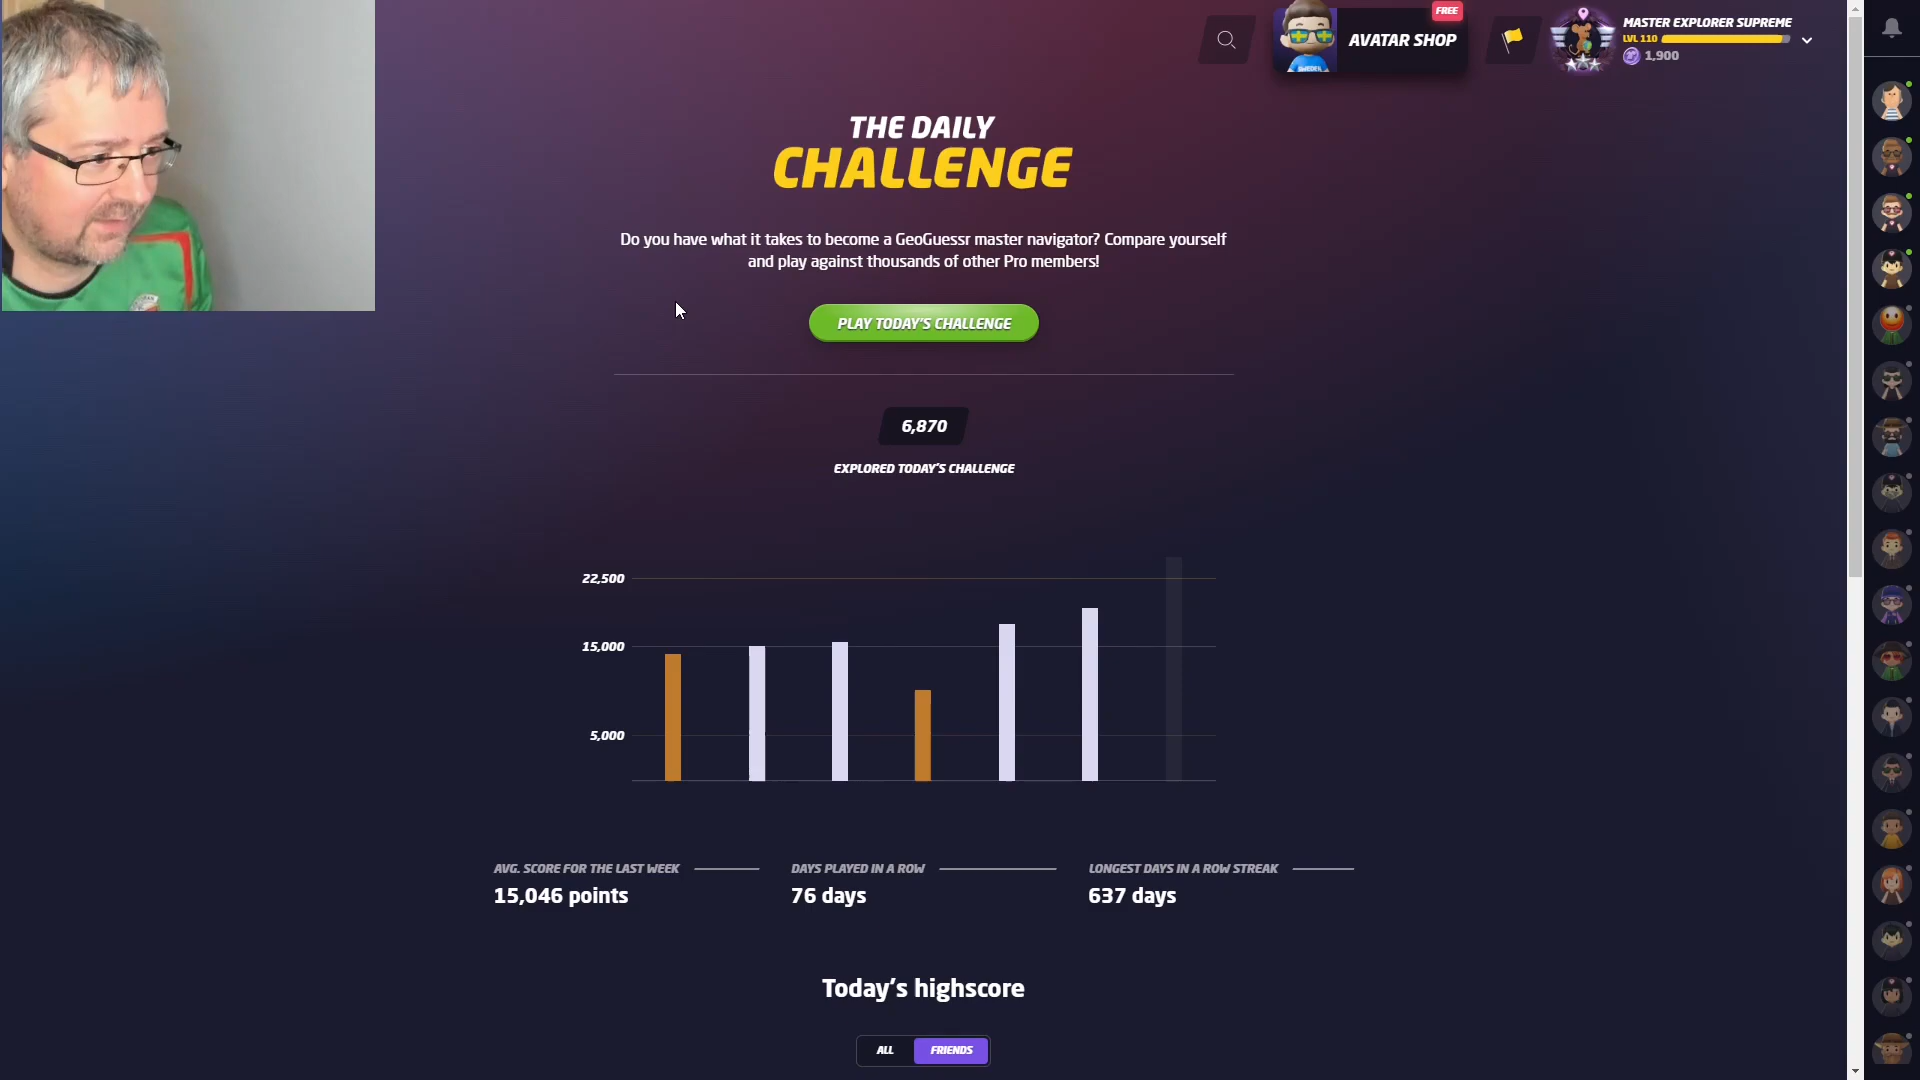 FREE
AVATAR SHOP
SWEDEN
MASTER EXPLORER SUPREME
LVL 110
1,900
THE DAILY
CHALLENGE
Do you have what it takes to become a GeoGuessr master navigator? Compare yourself
and play against thousands of other Pro members!
PLAY TODAY'S CHALLENGE
6,870
EXPLORED TODAY'S CHALLENGE
22,500
15,000
5,000
AVG. SCORE FOR THE LAST WEEK
15,046 points
DAYS PLAYED IN A ROW
76 days
LONGEST DAYS IN A ROW STREAK
637 days
Today's highscore
ALL
FRIENDS